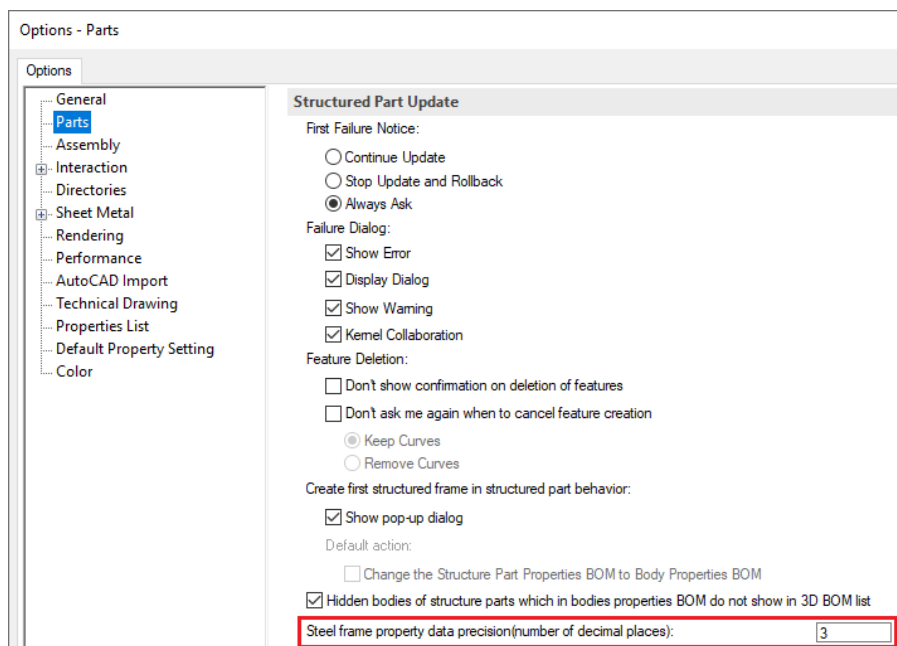 Options - Parts
Options
General
Parts
Assembly
Interaction
Directories
Sheet Metal
Rendering
Performance
AutoCAD Import
Technical Drawing
Properties List
Default Property Setting
Color
Structured Part Update
First Failure Notice:
Continue Update
Stop Update and Rollback
Always Ask
Failure Dialog:
Show Error
Display Dialog
Show Warning
Kernel Collaboration
Feature Deletion:
Don't show confirmation on deletion of features
Don't ask me again when to cancel feature creation
Keep Curves
Remove Curves
Create first structured frame in structured part behavior:
Show pop-up dialog
Default action:
Change the Structure Part Properties BOM to Body Properties BOM
Hidden bodies of structure parts which in bodies properties BOM do not show in 3D BOM list
Steel frame property data precision(number of decimal places): 3